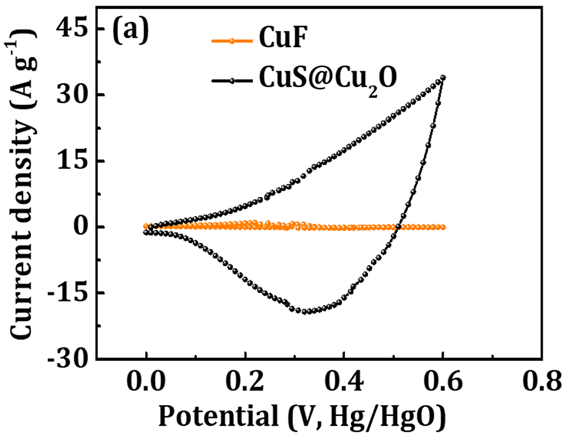 (a)
CuF
CuS@Cu₂O
Current density (A g⁻¹)
45
30
15
0
-15
-30
0.0 0.2 0.4 0.6 0.8
Potential (V, Hg/HgO)